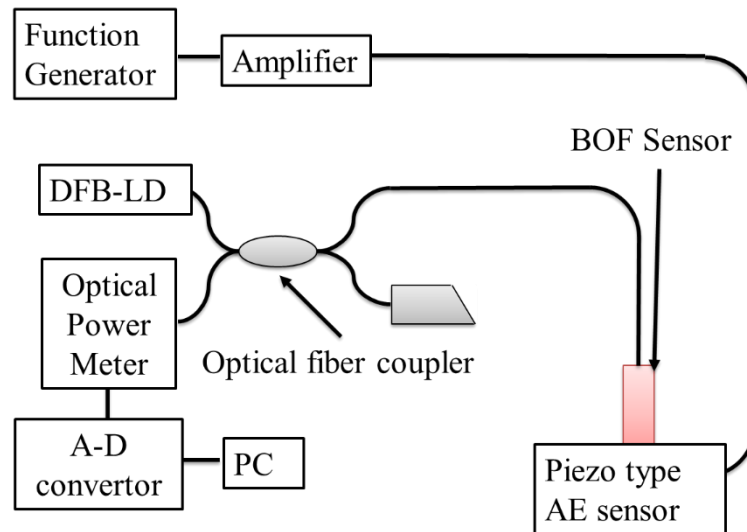 Function
Generator
Amplifier
BOF Sensor
DFB-LD
Optical
Power
Meter
Optical fiber coupler
A-D
convertor
PC
Piezo type
AE sensor